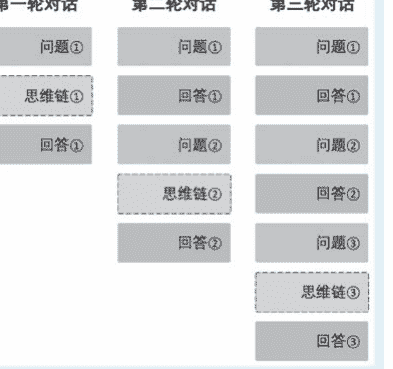 第一轮对话
问题①
思维链①
回答①
第二轮对话
问题①
回答①
问题②
思维链②
回答②
第三轮对话
问题①
回答①
问题②
回答②
问题③
思维链③
回答③